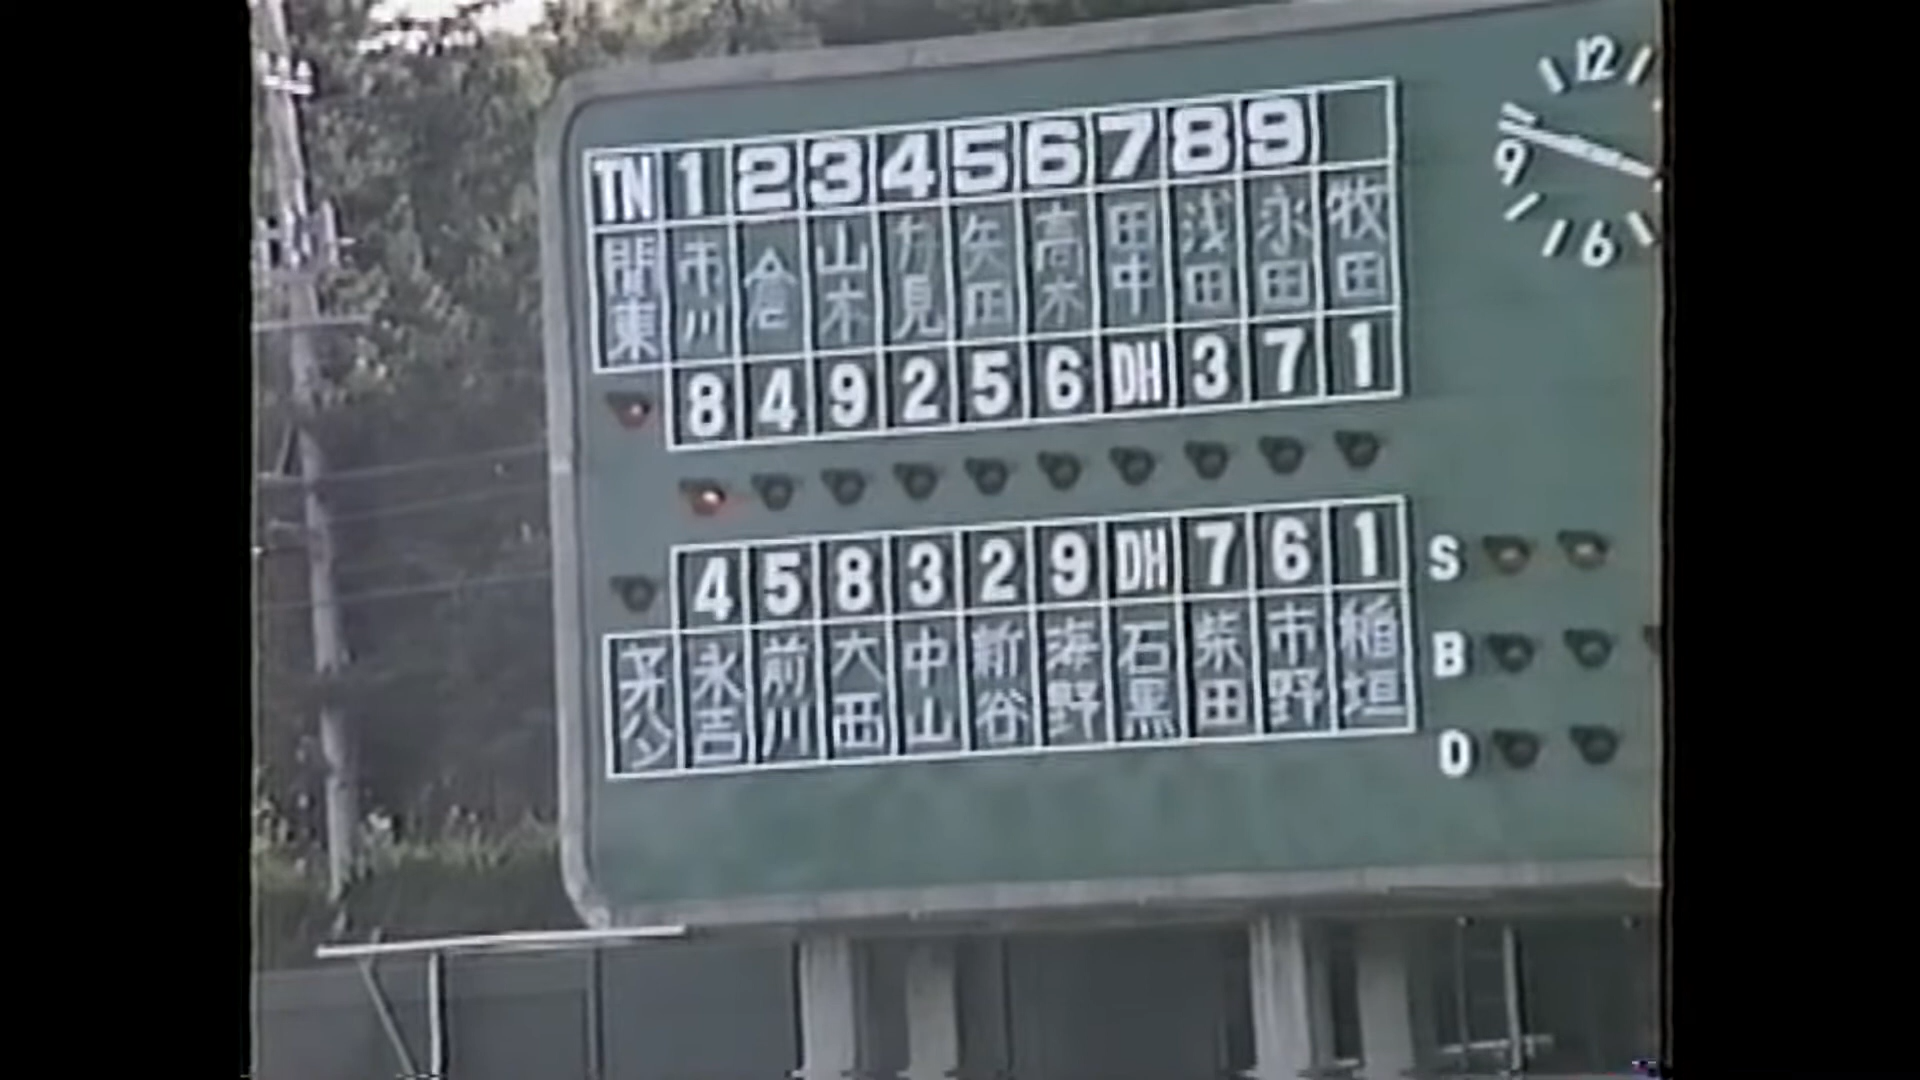 TN 1 2 3 4 5 6 7 8 9
関東 市川 倉 山本 力見 矢田 高木 田中 浅田 永田 牧田
8 4 9 2 5 6 DH 3 7 1
4 5 8 3 2 9 DH 7 6 1
永吉 前川 大西 中山 新谷 海野 石黒 柴田 市野 稲垣
S
B
O
12
9
6